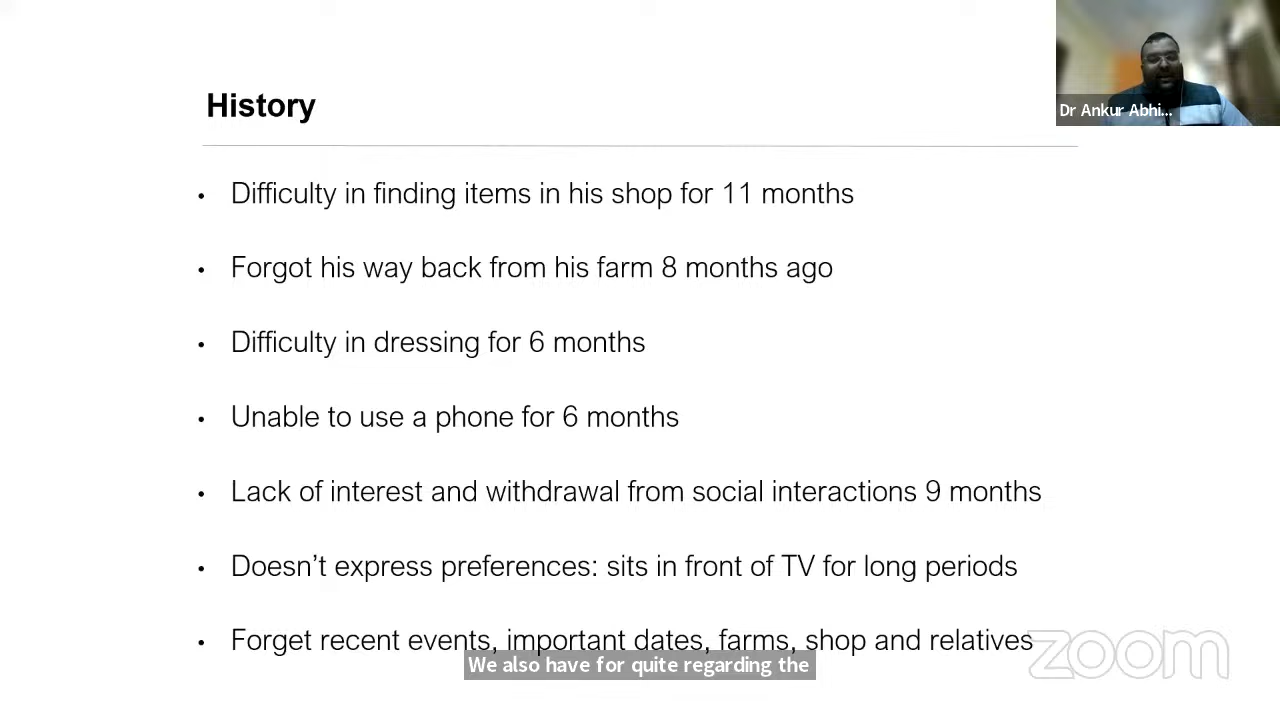 Dr Ankur Abhi...
History
• Difficulty in finding items in his shop for 11 months
• Forgot his way back from his farm 8 months ago
• Difficulty in dressing for 6 months
• Unable to use a phone for 6 months
• Lack of interest and withdrawal from social interactions 9 months
• Doesn’t express preferences: sits in front of TV for long periods
• Forget recent events, important dates, farms, shop and relatives
We also have for quite regarding the
zoom